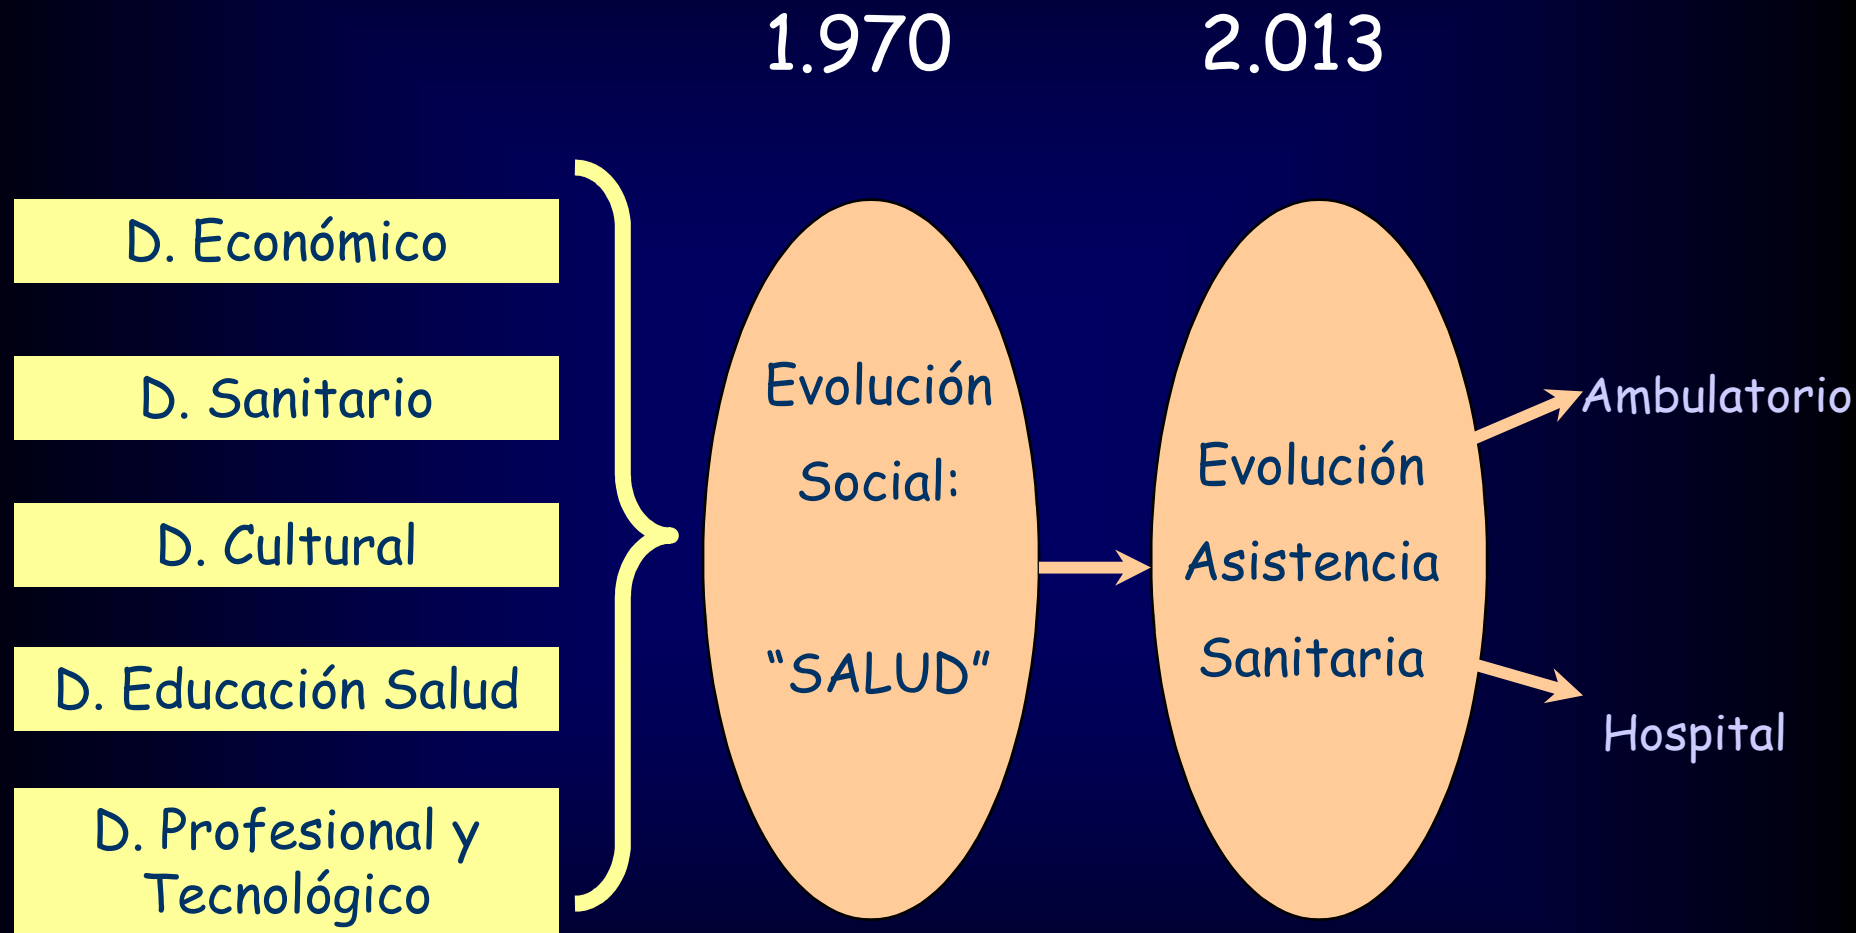 1.970
2.013
D. Económico
D. Sanitario
D. Cultural
D. Educación Salud
D. Profesional y
Tecnológico
Evolución
Social:
“SALUD”
Evolución
Asistencia
Sanitaria
Ambulatorio
Hospital